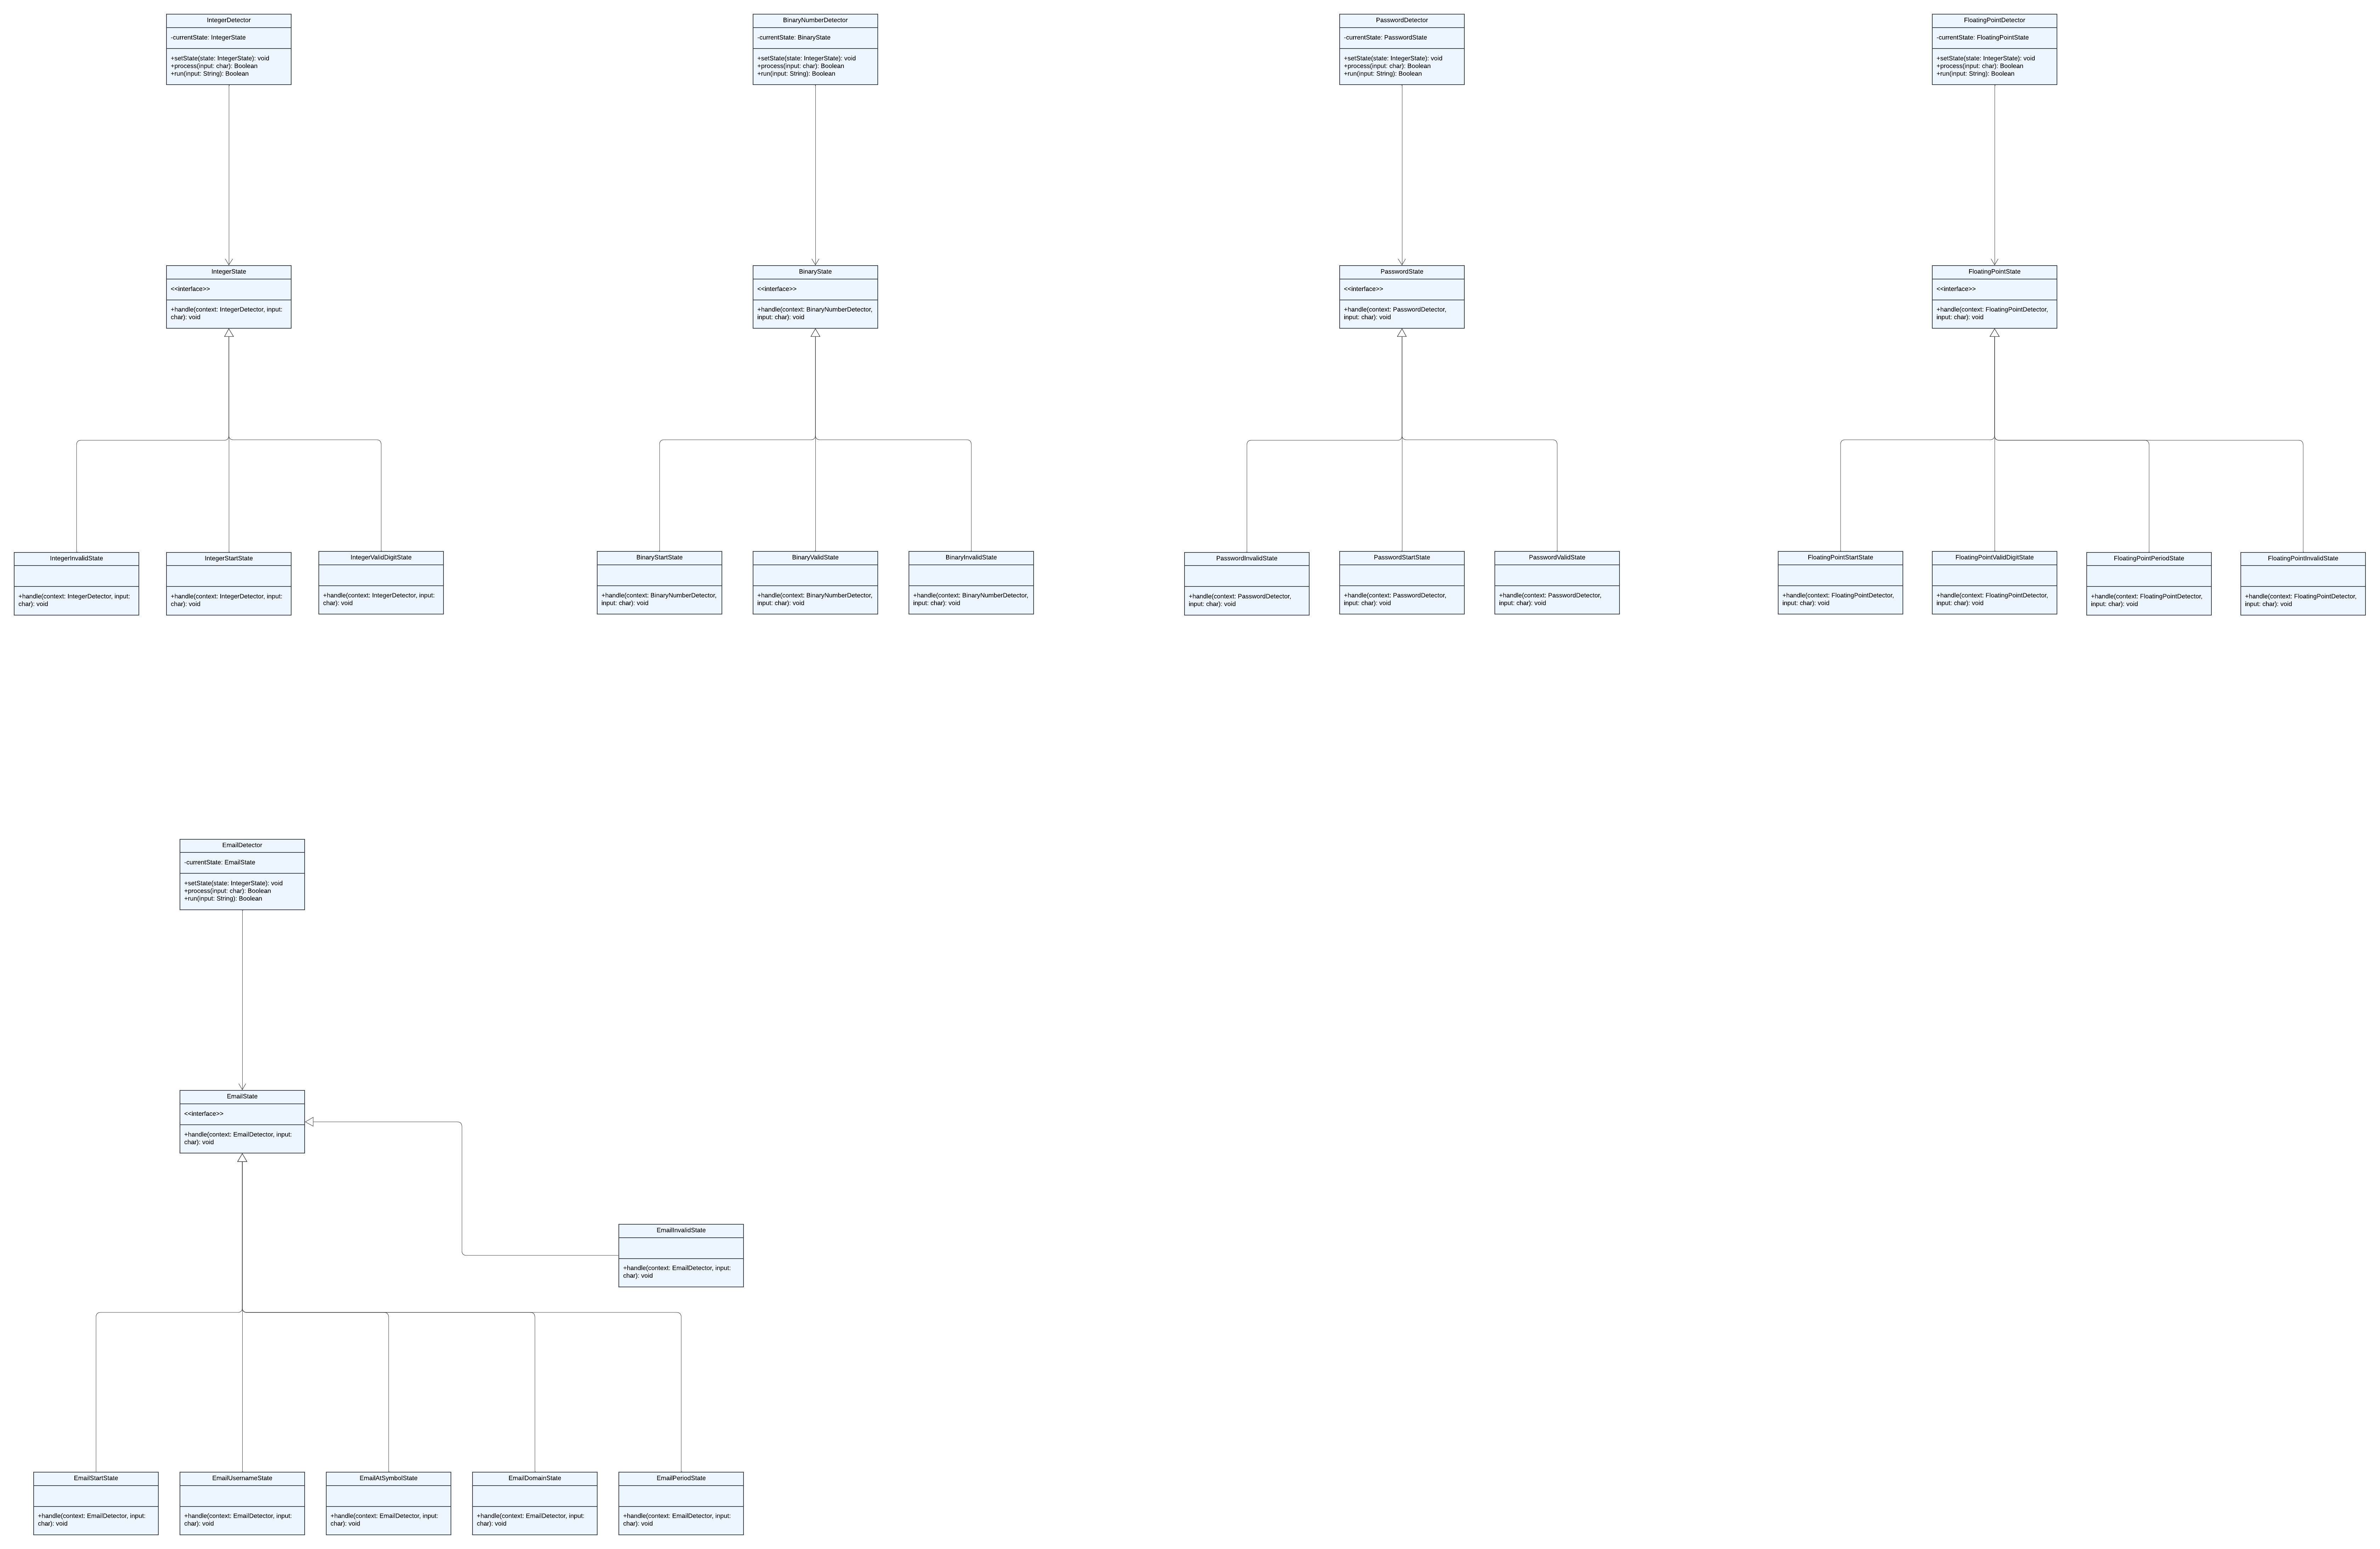 IntegerDetector
-currentState: IntegerState
+setState(state: IntegerState): void
+process(input: char): Boolean
+run(input: String): Boolean
BinaryNumberDetector
-currentState: BinaryState
+setState(state: IntegerState): void
+process(input: char): Boolean
+run(input: String): Boolean
PasswordDetector
-currentState: PasswordState
+setState(state: IntegerState): void
+process(input: char): Boolean
+run(input: String): Boolean
FloatingPointDetector
-currentState: FloatingPointState
+setState(state: IntegerState): void
+process(input: char): Boolean
+run(input: String): Boolean
IntegerState
<<interface>>
+handle(context: IntegerDetector, input:
char): void
BinaryState
<<interface>>
+handle(context: BinaryNumberDetector,
input: char): void
PasswordState
<<interface>>
+handle(context: PasswordDetector,
input: char): void
FloatingPointState
<<interface>>
+handle(context: FloatingPointDetector,
input: char): void
IntegerInvalidState
+handle(context: IntegerDetector, input:
char): void
IntegerStartState
+handle(context: IntegerDetector, input:
char): void
IntegerValidDigitState
+handle(context: IntegerDetector, input:
char): void
BinaryStartState
+handle(context: BinaryNumberDetector,
input: char): void
BinaryValidState
+handle(context: BinaryNumberDetector,
input: char): void
BinaryInvalidState
+handle(context: BinaryNumberDetector,
input: char): void
PasswordInvalidState
+handle(context: PasswordDetector,
input: char): void
PasswordStartState
+handle(context: PasswordDetector,
input: char): void
PasswordValidState
+handle(context: PasswordDetector,
input: char): void
FloatingPointStartState
+handle(context: FloatingPointDetector,
input: char): void
FloatingPointValidDigitState
+handle(context: FloatingPointDetector,
input: char): void
FloatingPointPeriodState
+handle(context: FloatingPointDetector,
input: char): void
FloatingPointInvalidState
+handle(context: FloatingPointDetector,
input: char): void
EmailDetector
-currentState: EmailState
+setState(state: IntegerState): void
+process(input: char): Boolean
+run(input: String): Boolean
EmailState
<<interface>>
+handle(context: EmailDetector, input:
char): void
EmailInvalidState
+handle(context: EmailDetector, input:
char): void
EmailStartState
+handle(context: EmailDetector, input:
char): void
EmailUsernameState
+handle(context: EmailDetector, input:
char): void
EmailAtSymbolState
+handle(context: EmailDetector, input:
char): void
EmailDomainState
+handle(context: EmailDetector, input:
char): void
EmailPeriodState
+handle(context: EmailDetector, input:
char): void